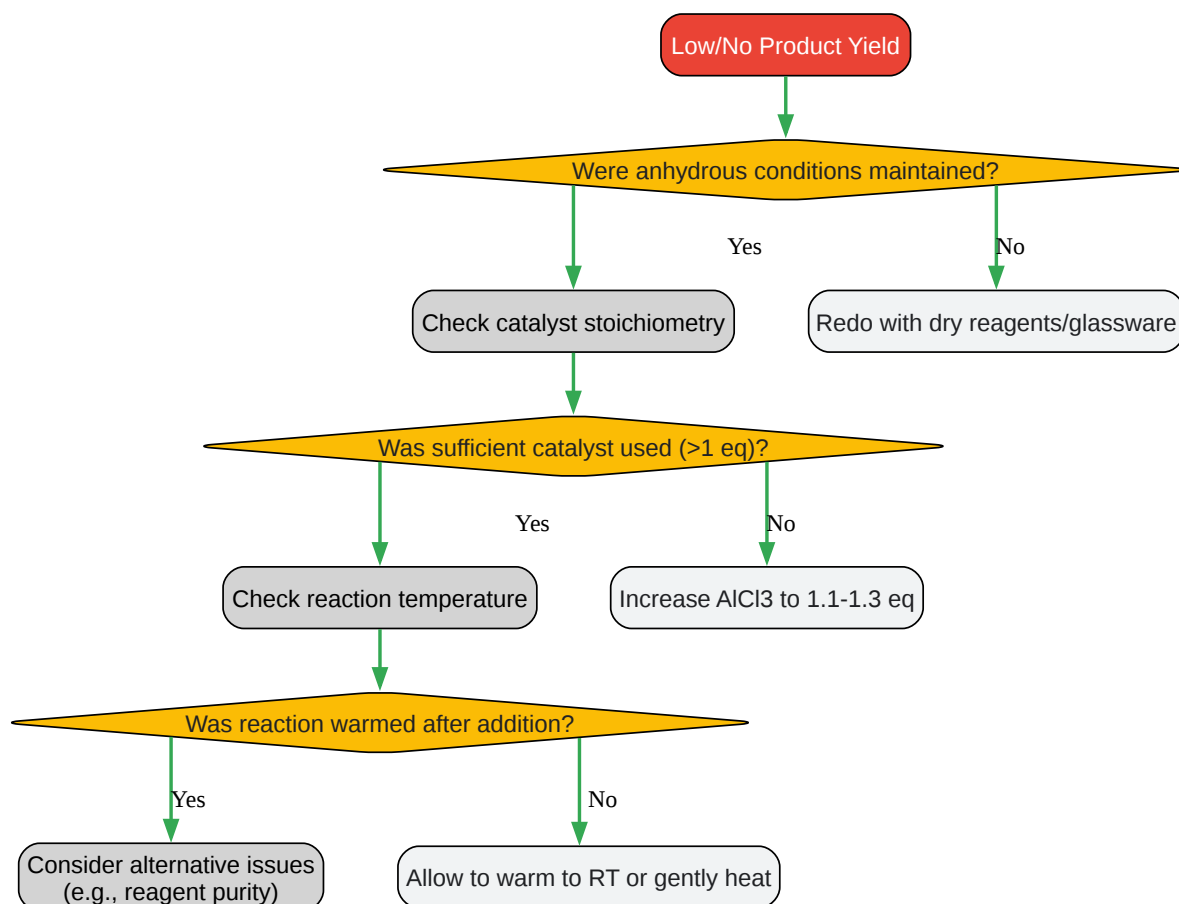 Low/No Product Yield
Were anhydrous conditions maintained?
Yes
No
Check catalyst stoichiometry
Redo with dry reagents/glassware
Was sufficient catalyst used (>1 eq)?
Yes
No
Check reaction temperature
Increase AlCl3 to 1.1-1.3 eq
Was reaction warmed after addition?
Yes
No
Consider alternative issues
(e.g., reagent purity)
Allow to warm to RT or gently heat